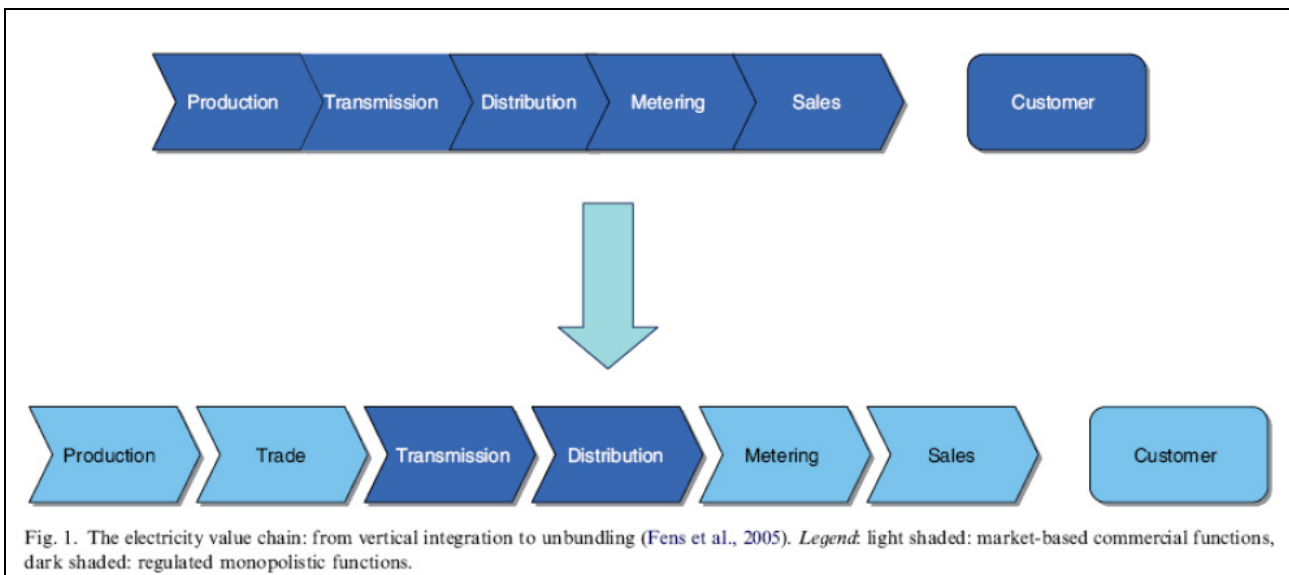 Production Transmission Distribution Metering Sales Customer
Production Trade Transmission Distribution Metering Sales Customer
Fig. 1. The electricity value chain: from vertical integration to unbundling (Fens et al., 2005). Legend: light shaded: market-based commercial functions,
dark shaded: regulated monopolistic functions.